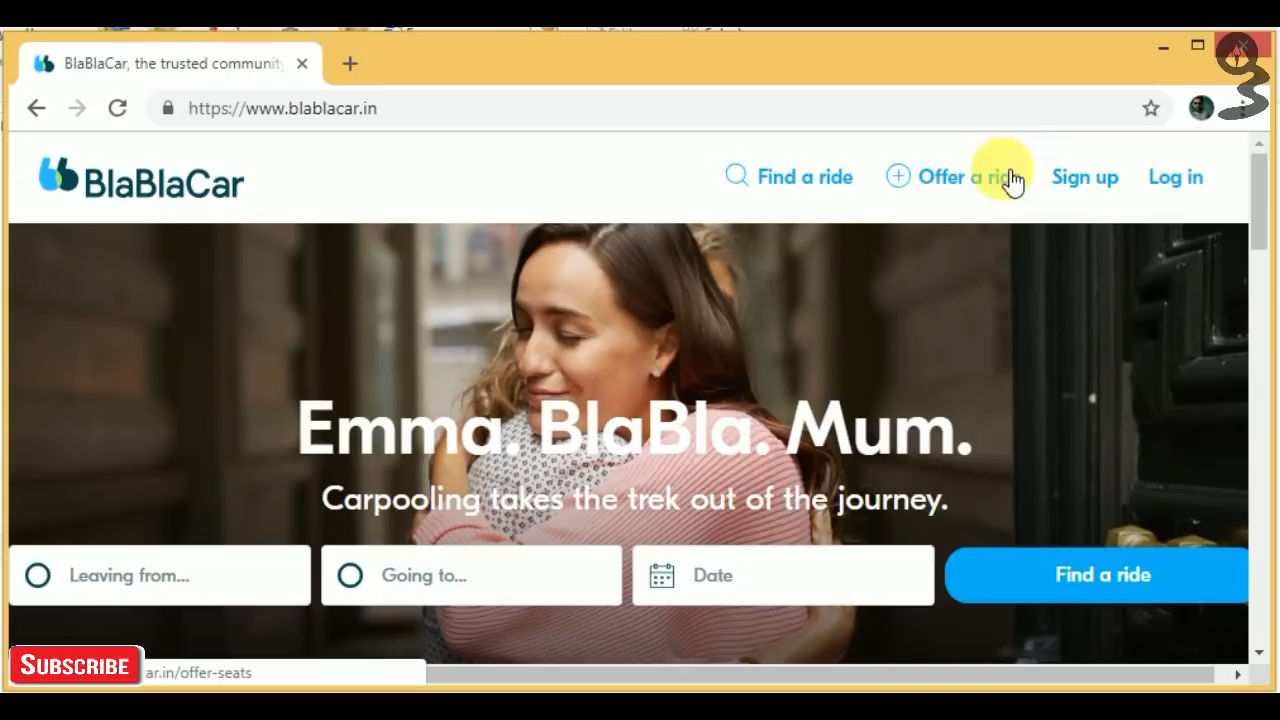 BlaBlaCar, the trusted community
https://www.blablacar.in
BlaBlaCar
Find a ride
Offer a ride
Sign up
Log in
Emma. BlaBla. Mum.
Carpooling takes the trek out of the journey.
Leaving from...
Going to...
Date
Find a ride
SUBSCRIBE
ar.in/offer-seats